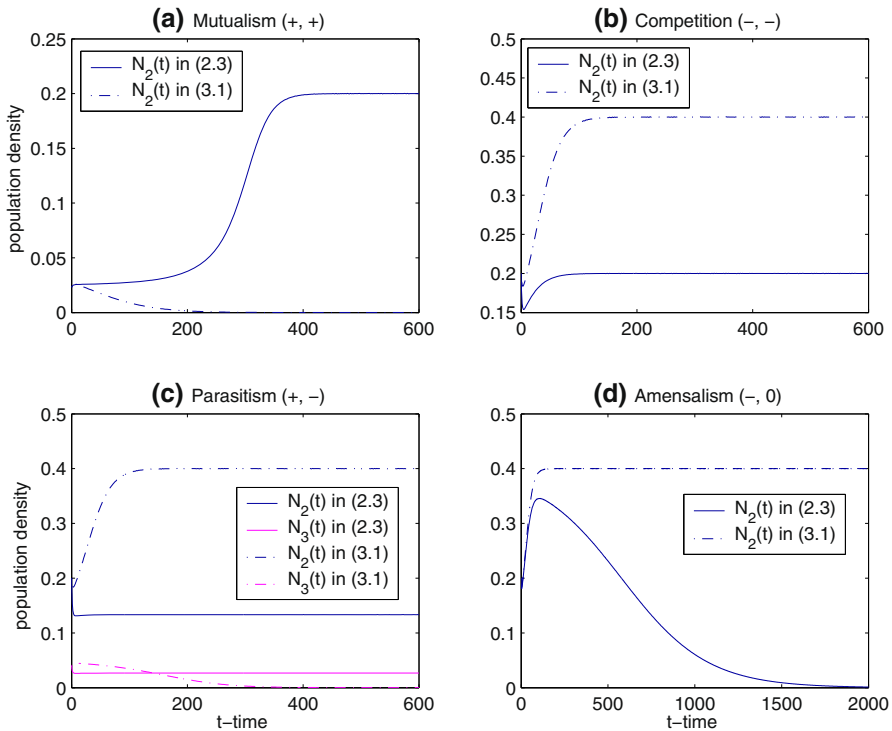 (a) Mutualism (+, +)
0.25
0.2
0.15
0.1
0.05
0
0 200 400 600
population density
N2(t) in (2.3)
N2(t) in (3.1)
(b) Competition (−, −)
0.5
0.45
0.4
0.35
0.3
0.25
0.2
0.15
0 200 400 600
N2(t) in (2.3)
N2(t) in (3.1)
(c) Parasitism (+, −)
0.5
0.4
0.3
0.2
0.1
0
0 200 400 600
population density
t−time
N2(t) in (2.3)
N3(t) in (2.3)
N2(t) in (3.1)
N3(t) in (3.1)
(d) Amensalism (−, 0)
0.5
0.4
0.3
0.2
0.1
0
0 500 1000 1500 2000
t−time
N2(t) in (2.3)
N2(t) in (3.1)